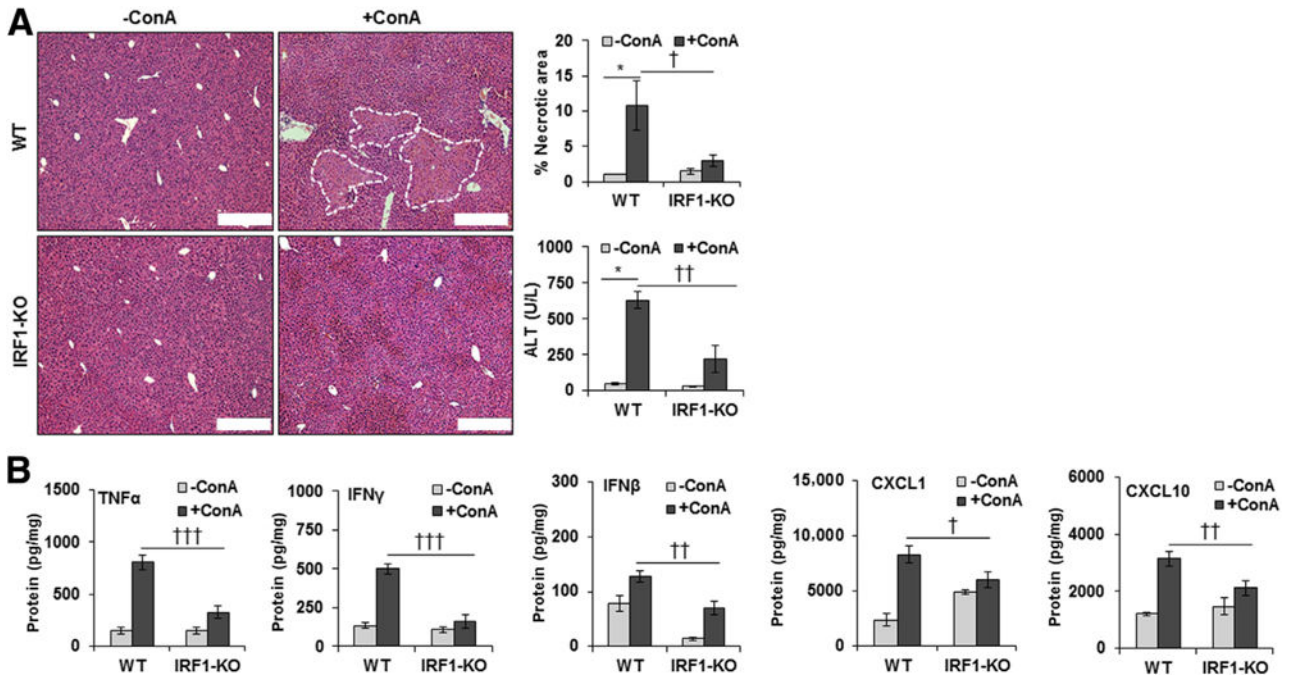 A
-ConA
+ConA
WT
IRF1-KO
% Necrotic area
20
15
10
5
0
-ConA
+ConA
*
†
WT
IRF1-KO
ALT (U/L)
1000
750
500
250
0
-ConA
+ConA
*
††
WT
IRF1-KO
B
Protein (pg/mg)
1500
1000
500
0
TNFα
-ConA
+ConA
†††
WT
IRF1-KO
Protein (pg/mg)
1000
750
500
250
0
IFNγ
-ConA
+ConA
†††
WT
IRF1-KO
Protein (pg/mg)
300
200
100
0
IFNβ
-ConA
+ConA
††
WT
IRF1-KO
Protein (pg/mg)
15,000
10,000
5000
0
CXCL1
-ConA
+ConA
†
WT
IRF1-KO
Protein (pg/mg)
6000
4000
2000
0
CXCL10
-ConA
+ConA
††
WT
IRF1-KO